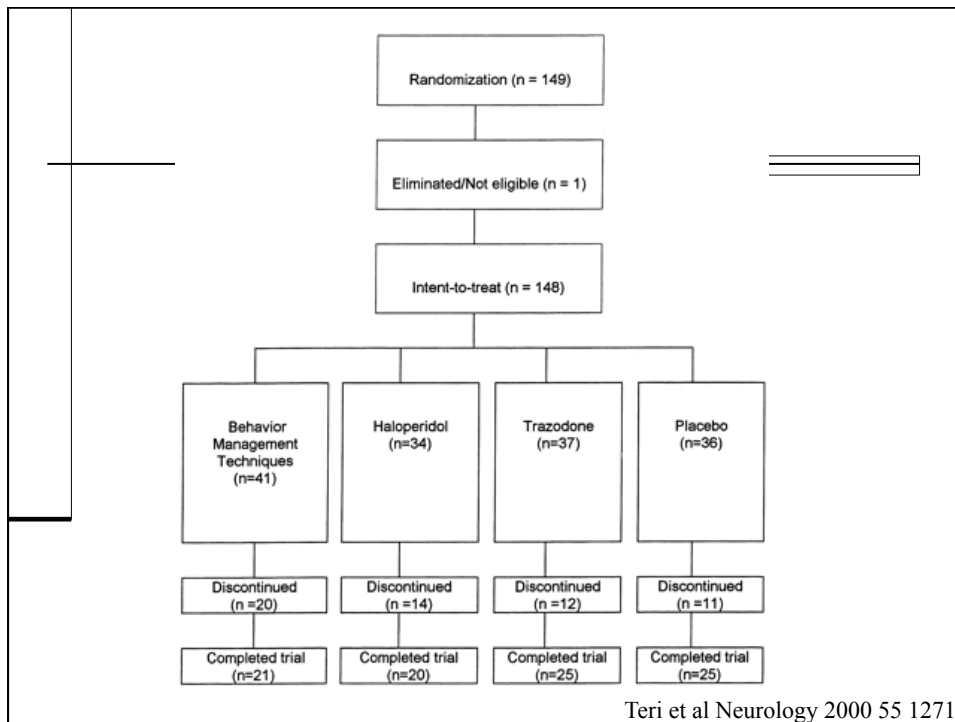 Randomization (n = 149)
Eliminated/Not eligible (n = 1)
Intent-to-treat (n = 148)
Behavior
Management
Techniques
(n=41)
Haloperidol
(n=34)
Trazodone
(n=37)
Placebo
(n=36)
Discontinued
(n =20)
Discontinued
(n =14)
Discontinued
(n =12)
Discontinued
(n =11)
Completed trial
(n=21)
Completed trial
(n=20)
Completed trial
(n=25)
Completed trial
(n=25)
Teri et al Neurology 2000 55 1271